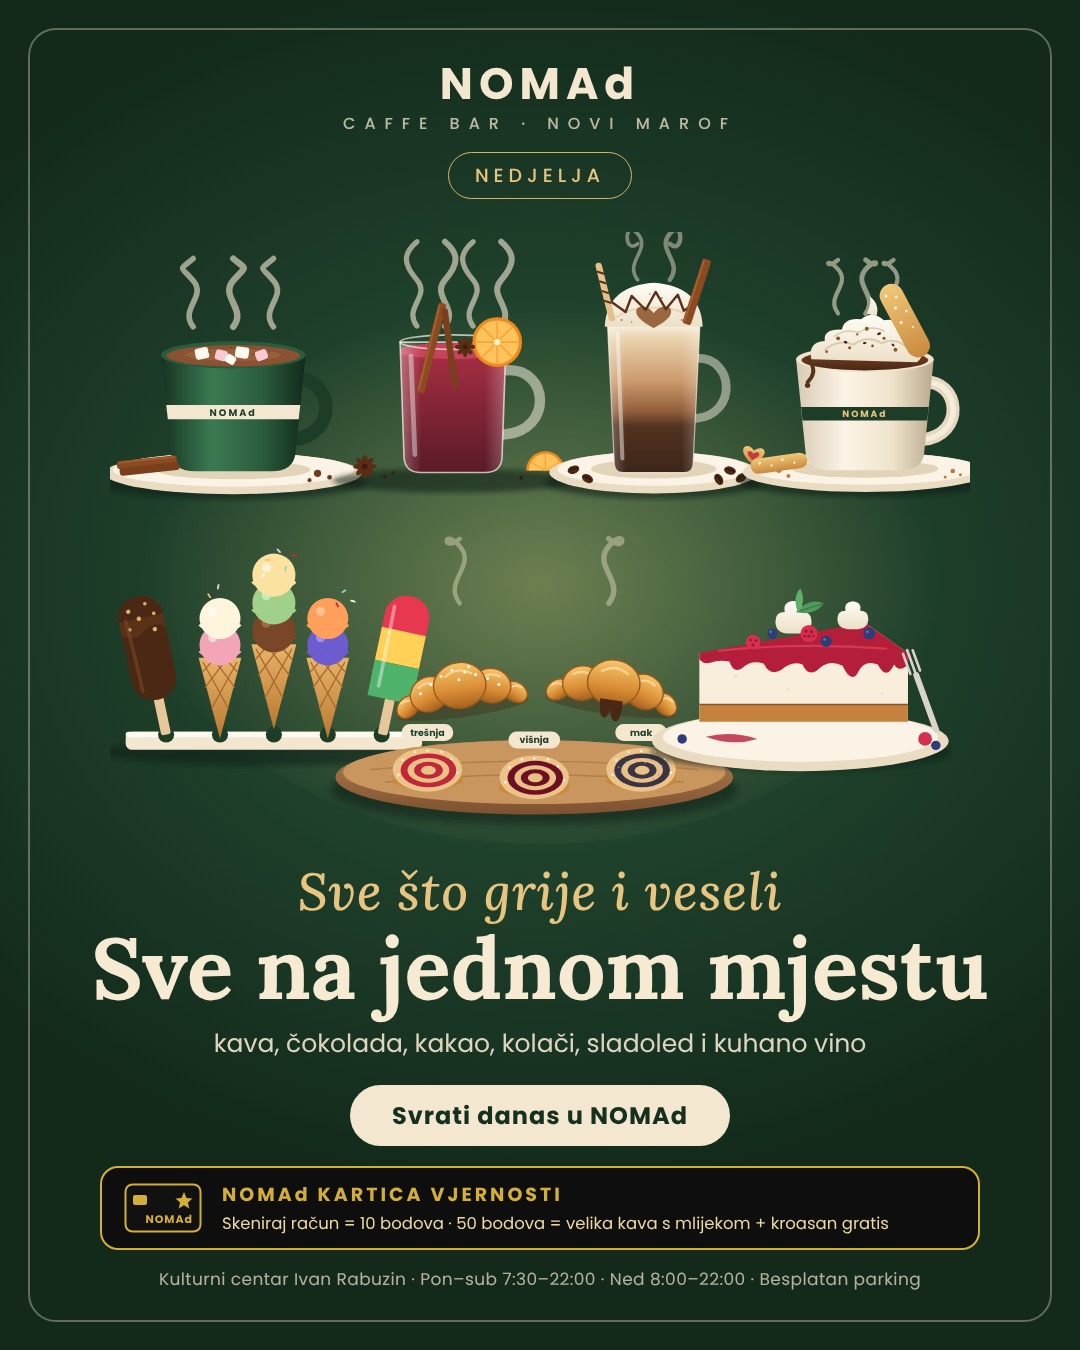 NOMAd
CAFFE BAR · NOVI MAROF
NEDJELJA
NOMAd
NOMAd
trešnja
višnja
mak
Sve što grije i veseli
Sve na jednom mjestu
kava, čokolada, kakao, kolači, sladoled i kuhano vino
Svrati danas u NOMAd
NOMAd
NOMAd KARTICA VJERNOSTI
Skeniraj račun = 10 bodova · 50 bodova = velika kava s mlijekom + kroasan gratis
Kulturni centar Ivan Rabuzin · Pon–sub 7:30–22:00 · Ned 8:00–22:00 · Besplatan parking